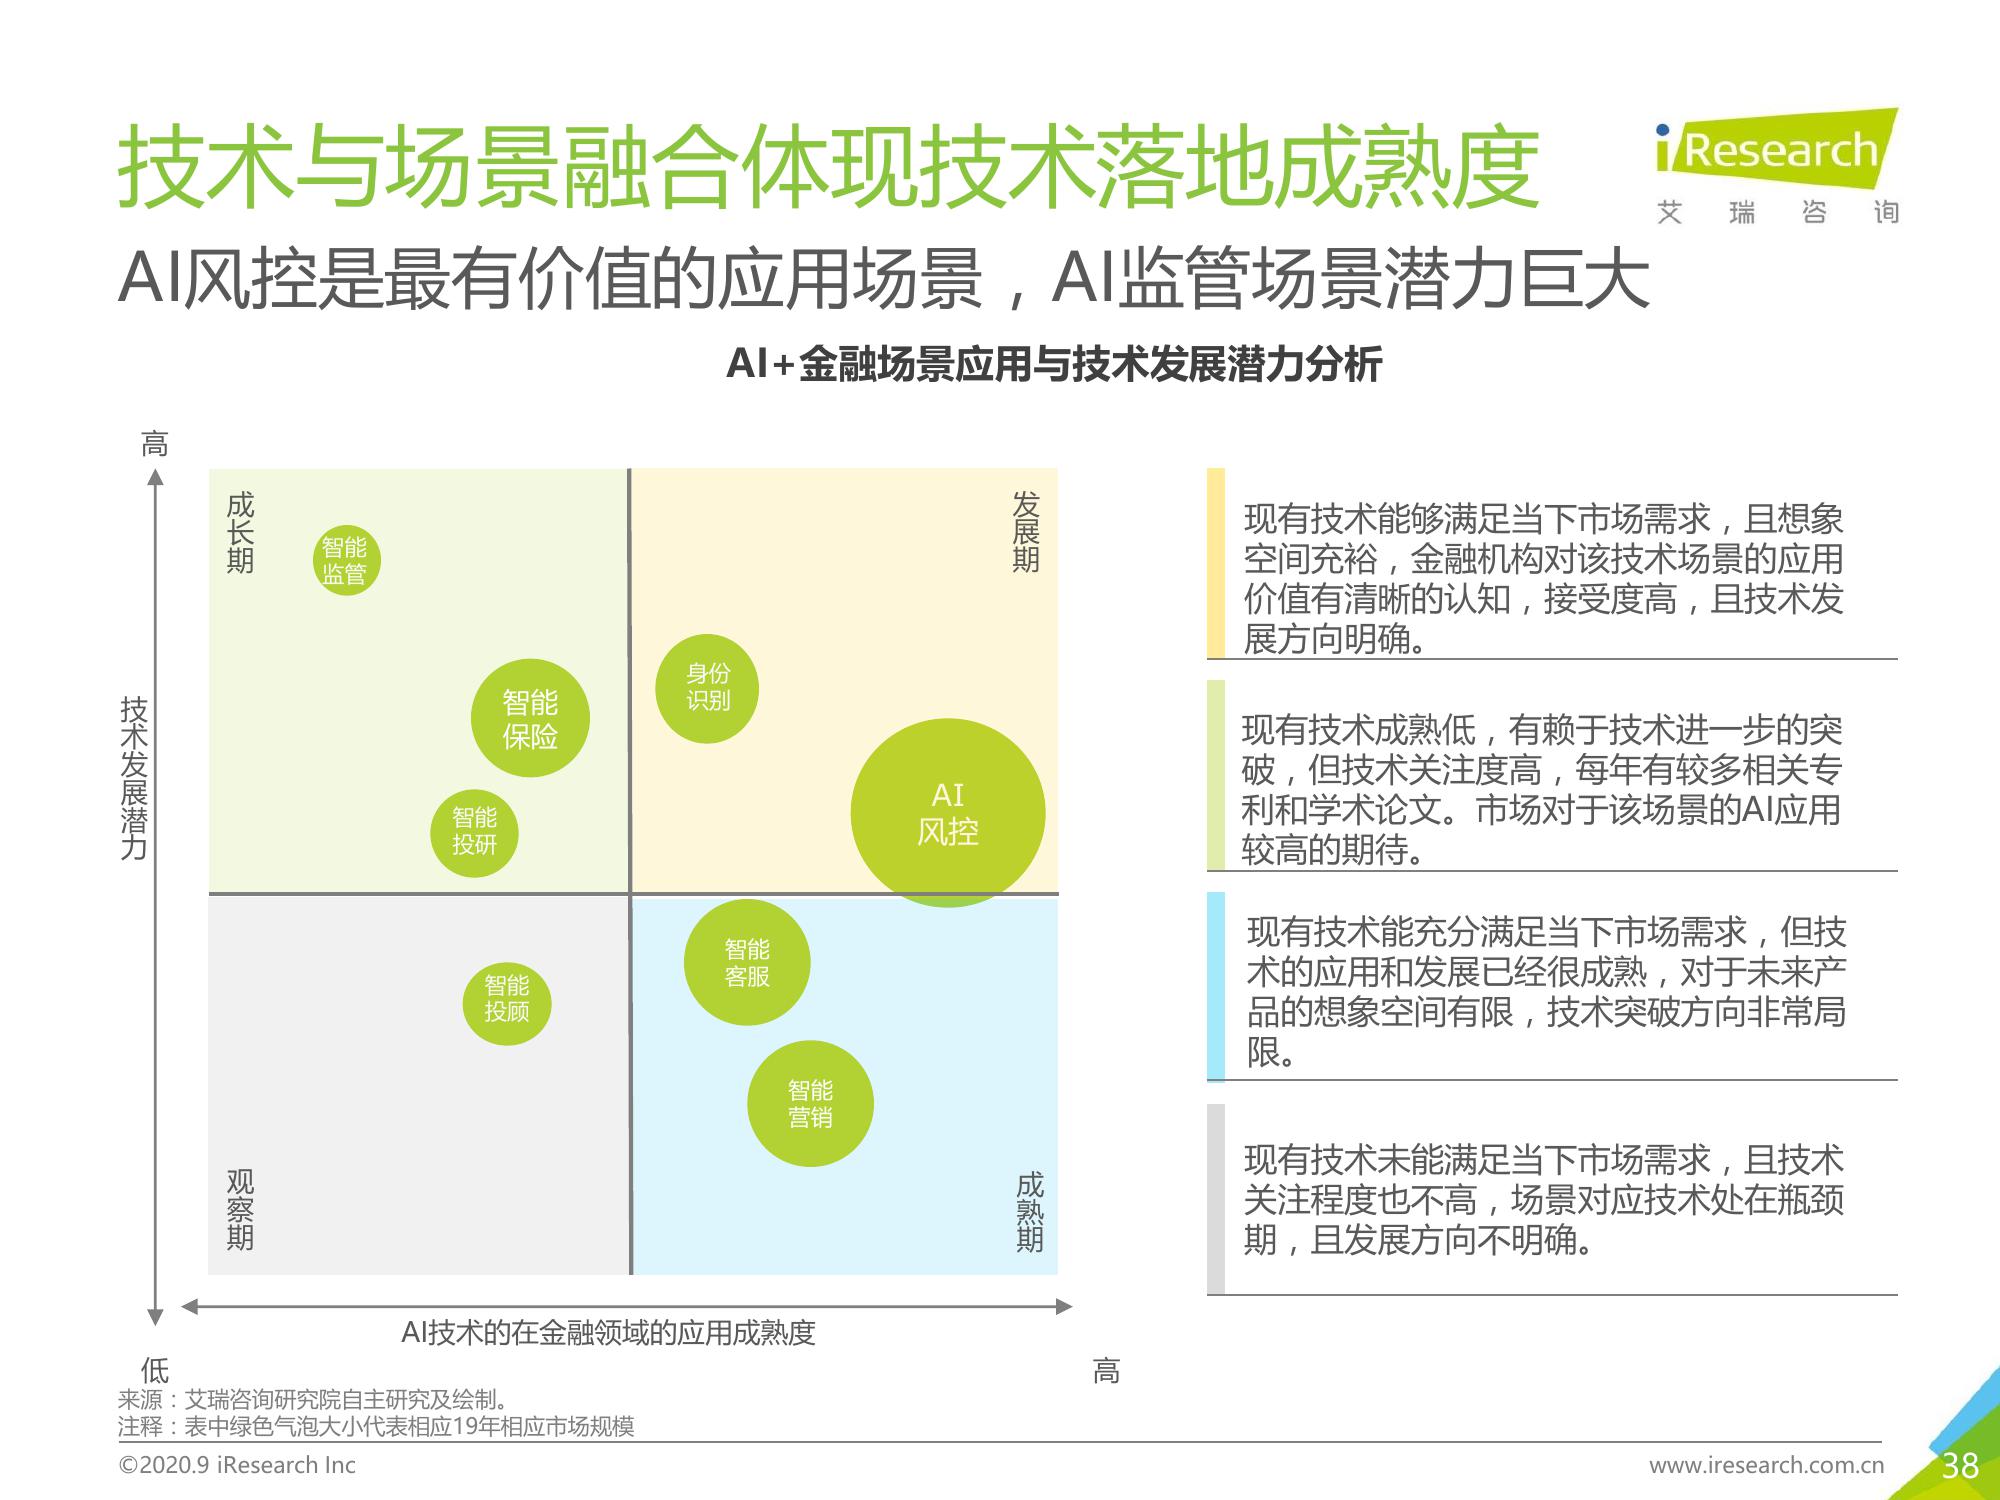 技术与场景融合体现技术落地成熟度
iResearch
艾瑞咨询
AI风控是最有价值的应用场景，AI监管场景潜力巨大
AI+金融场景应用与技术发展潜力分析
高
技术发展潜力
低
成长期
发展期
智能
监管
智能
保险
身份
识别
智能
投研
AI
风控
智能
客服
智能
投顾
智能
营销
观察期
成熟期
AI技术的在金融领域的应用成熟度
高
现有技术能够满足当下市场需求，且想象
空间充裕，金融机构对该技术场景的应用
价值有清晰的认知，接受度高，且技术发
展方向明确。
现有技术成熟低，有赖于技术进一步的突
破，但技术关注度高，每年有较多相关专
利和学术论文。市场对于该场景的AI应用
较高的期待。
现有技术能充分满足当下市场需求，但技
术的应用和发展已经很成熟，对于未来产
品的想象空间有限，技术突破方向非常局
限。
现有技术未能满足当下市场需求，且技术
关注程度也不高，场景对应技术处在瓶颈
期，且发展方向不明确。
来源：艾瑞咨询研究院自主研究及绘制。
注释：表中绿色气泡大小代表相应19年相应市场规模
©2020.9 iResearch Inc
www.iresearch.com.cn
38